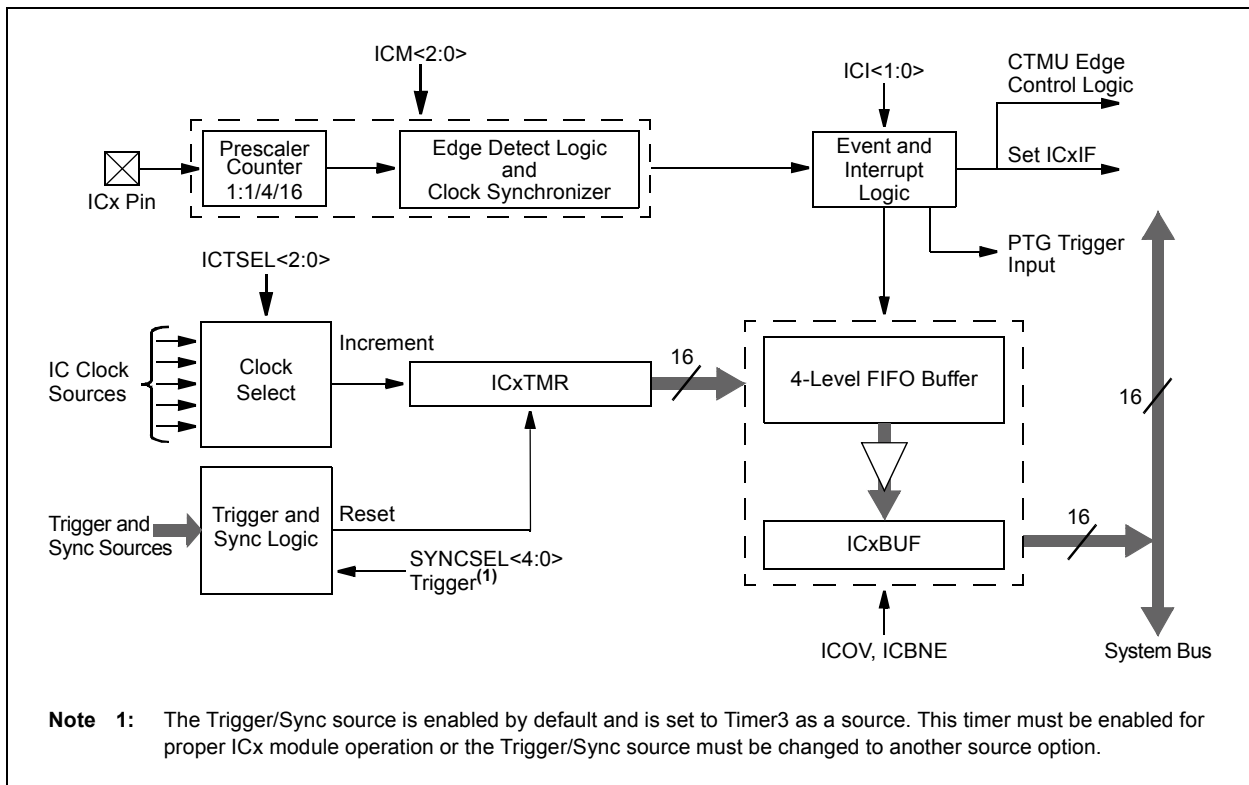 ICM<2:0>
ICI<1:0>
CTMU Edge
Control Logic
ICx Pin
Prescaler
Counter
1:1/4/16
Edge Detect Logic
and
Clock Synchronizer
Event and
Interrupt
Logic
Set ICxIF
PTG Trigger
Input
ICTSEL<2:0>
IC Clock
Sources
Clock
Select
Increment
ICxTMR
16
4-Level FIFO Buffer
16
Trigger and
Sync Sources
Trigger and
Sync Logic
Reset
SYNCSEL<4:0>
Trigger(1)
ICxBUF
16
ICOV, ICBNE
System Bus
Note 1: The Trigger/Sync source is enabled by default and is set to Timer3 as a source. This timer must be enabled for
proper ICx module operation or the Trigger/Sync source must be changed to another source option.